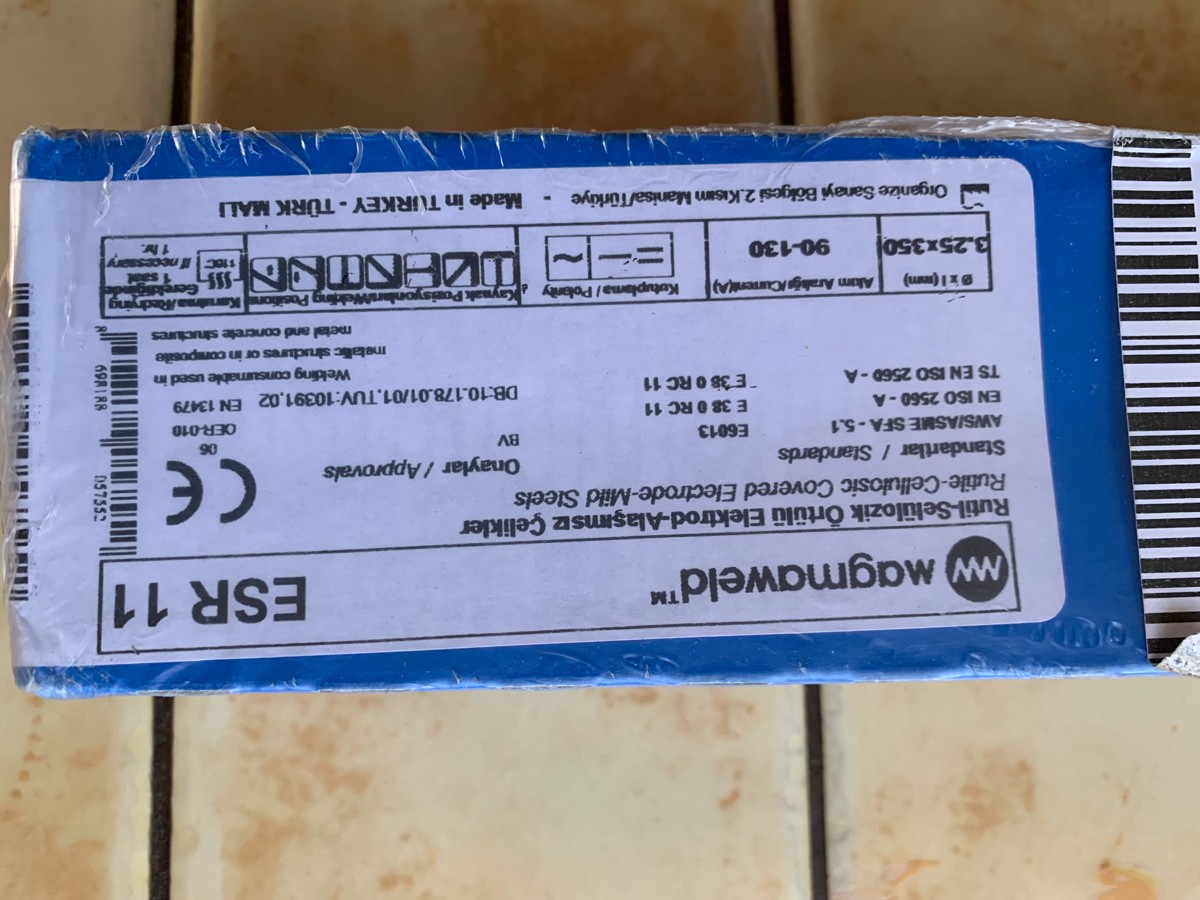 magmaweld™ ESR 11
Rutil-Selülozik Örtülü Elektrod-Alaşımsız Çelikler
Rutile-Cellulosic Covered Electrode-Mild Steels
Standartlar / Standards
AWS/ASME SFA - 5.1 E6013
EN ISO 2560 - A E 38 0 RC 11
TS EN ISO 2560 - A E 38 0 RC 11
Onaylar / Approvals
BV
DB:10.178.01/01,TUV:10391.02
CE
06
OER-010
EN 13479
Welding consumable used in
metallic structures or in composite
metal and concrete structures
Ø x l (mm)
3.25x350
Akım Aralığı/Current(A)
90-130
Kutuplama / Polarity
= – ~
Kaynak Pozisyonları/Welding Positions
Kurutma/Redrying
Gerektiğinde
1 saat
If necessary
1 hr.
Organize Sanayi Bölgesi 2.Kısım Manisa/Türkiye - Made in TURKEY - TÜRK MALI